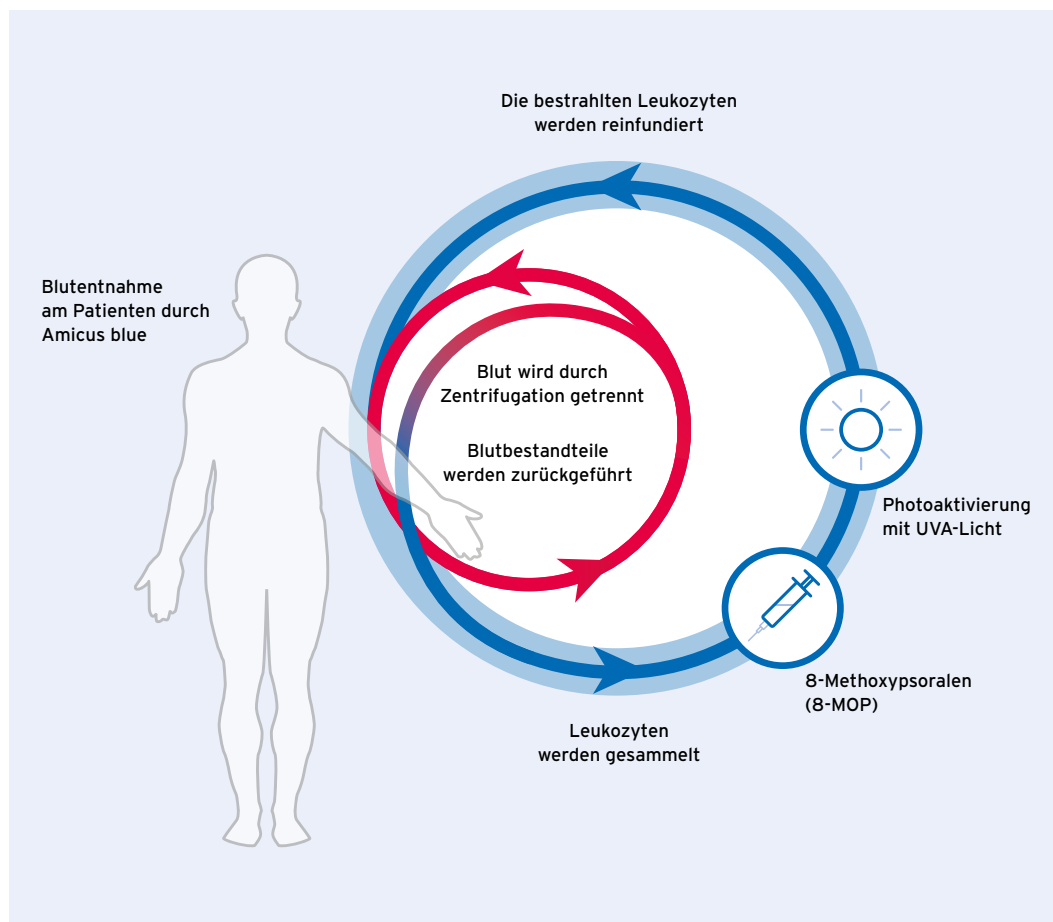 Die bestrahlten Leukozyten
werden reinfundiert
Blutentnahme
am Patienten durch
Amicus blue
Blut wird durch
Zentrifugation getrennt
Blutbestandteile
werden zurückgeführt
Photoaktivierung
mit UVA-Licht
8-Methoxypsoralen
(8-MOP)
Leukozyten
werden gesammelt